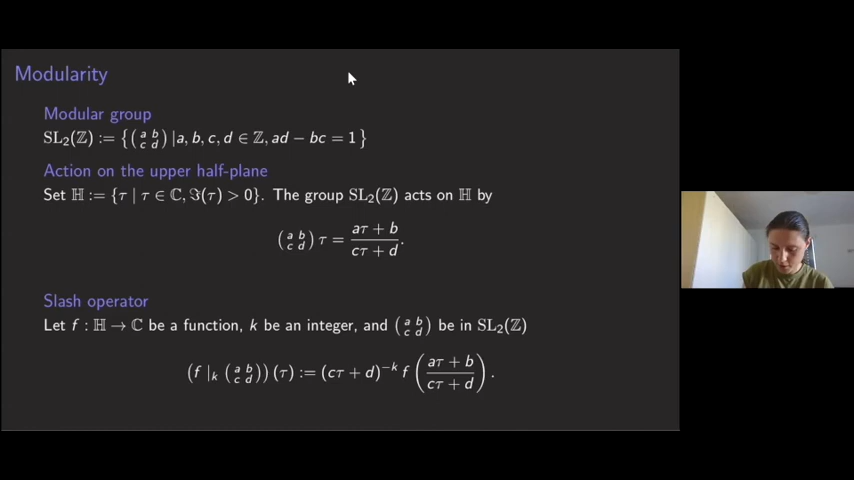 Modularity
Modular group
SL₂(ℤ) := {(a b c d) | a, b, c, d ∈ ℤ, ad − bc = 1}
Action on the upper half-plane
Set ℍ := {τ | τ ∈ ℂ, ℑ(τ) > 0}. The group SL₂(ℤ) acts on ℍ by
(a b c d) τ = (aτ + b)/(cτ + d).
Slash operator
Let f : ℍ → ℂ be a function, k be an integer, and (a b c d) be in SL₂(ℤ)
(f |ₖ (a b c d))(τ) := (cτ + d)⁻ᵏ f((aτ + b)/(cτ + d)).